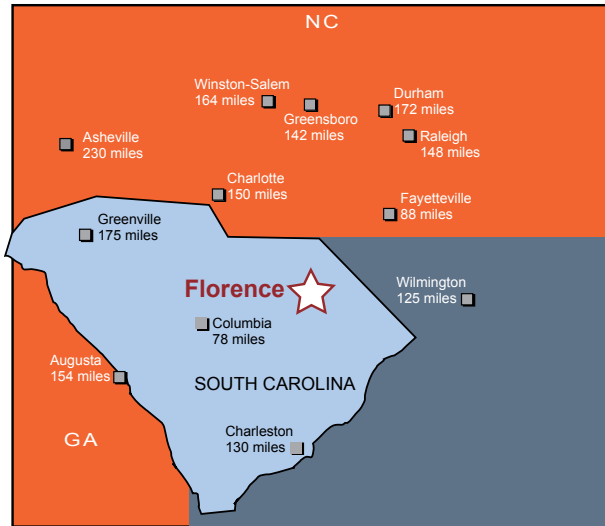 NC
Winston-Salem
164 miles
Greensboro
142 miles
Durham
172 miles
Raleigh
148 miles
Asheville
230 miles
Charlotte
150 miles
Fayetteville
88 miles
Greenville
175 miles
Florence
Wilmington
125 miles
Columbia
78 miles
Augusta
154 miles
SOUTH CAROLINA
GA
Charleston
130 miles